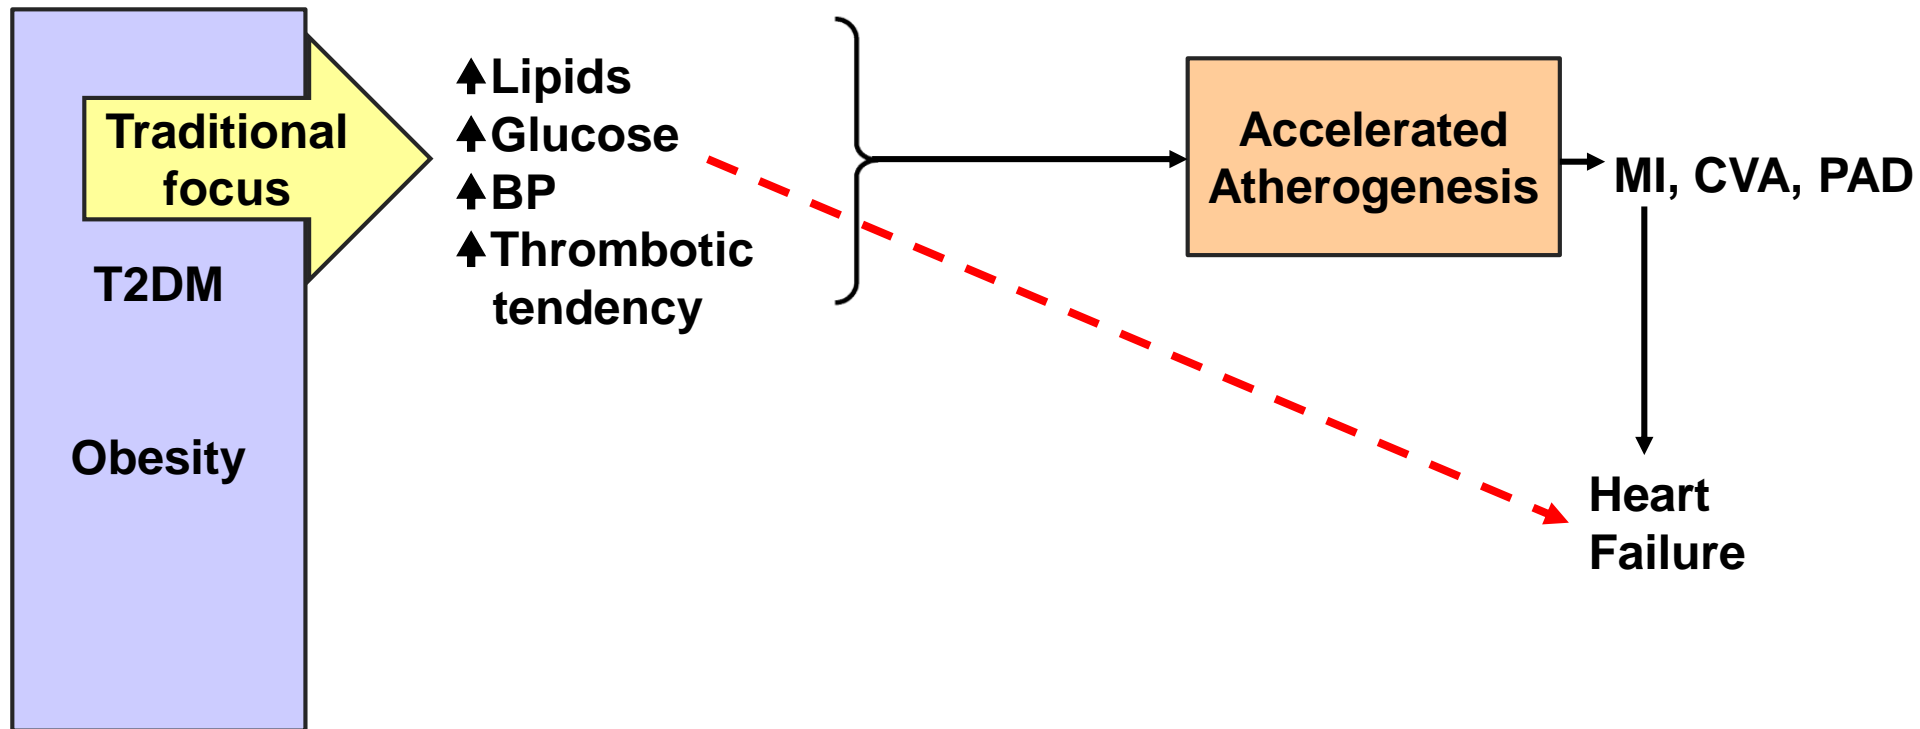 Traditional
focus
T2DM
Obesity
Lipids
Glucose
BP
Thrombotic
tendency
Accelerated
Atherogenesis
MI, CVA, PAD
Heart
Failure